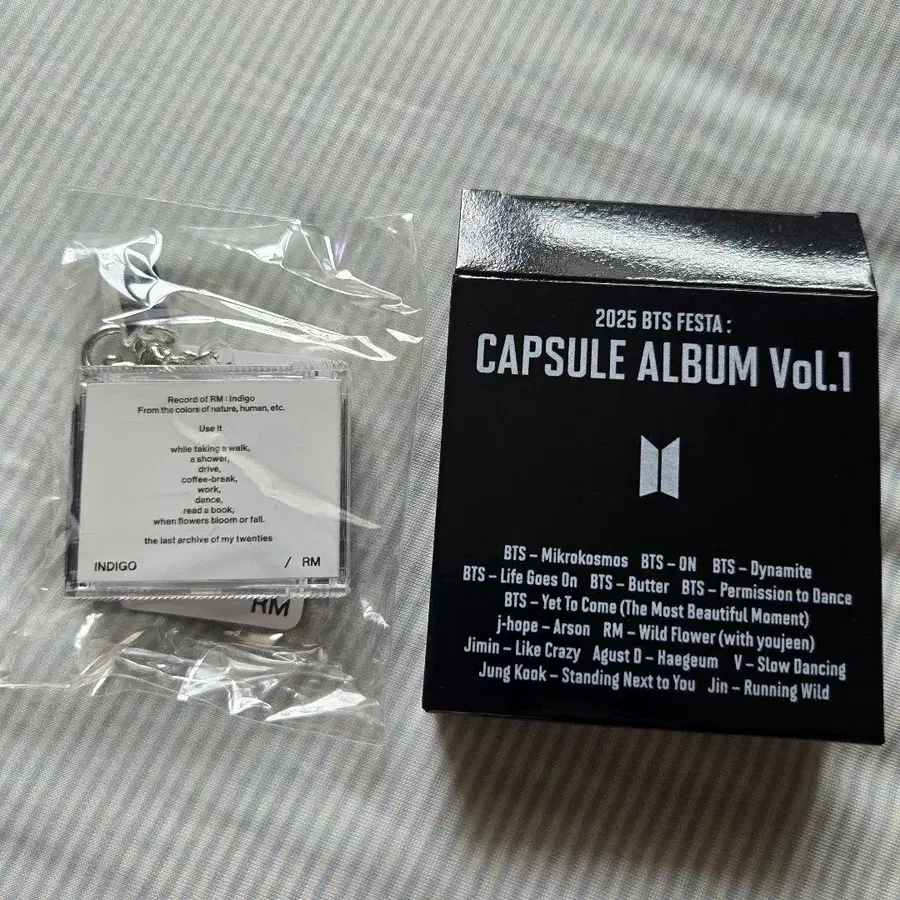 Record of RM : Indigo
From the colors of nature, human, etc.
Use It
while taking a walk,
a shower,
drive,
coffee-break,
work,
dance,
read a book,
when flowers bloom or fall.
the last archive of my twenties
INDIGO / RM
RM
2025 BTS FESTA :
CAPSULE ALBUM Vol.1
BTS – Mikrokosmos BTS – ON BTS – Dynamite
BTS – Life Goes On BTS – Butter BTS – Permission to Dance
BTS – Yet To Come (The Most Beautiful Moment)
j-hope – Arson RM – Wild Flower (with youjeen)
Jimin – Like Crazy Agust D – Haegeum V – Slow Dancing
Jung Kook – Standing Next to You Jin – Running Wild